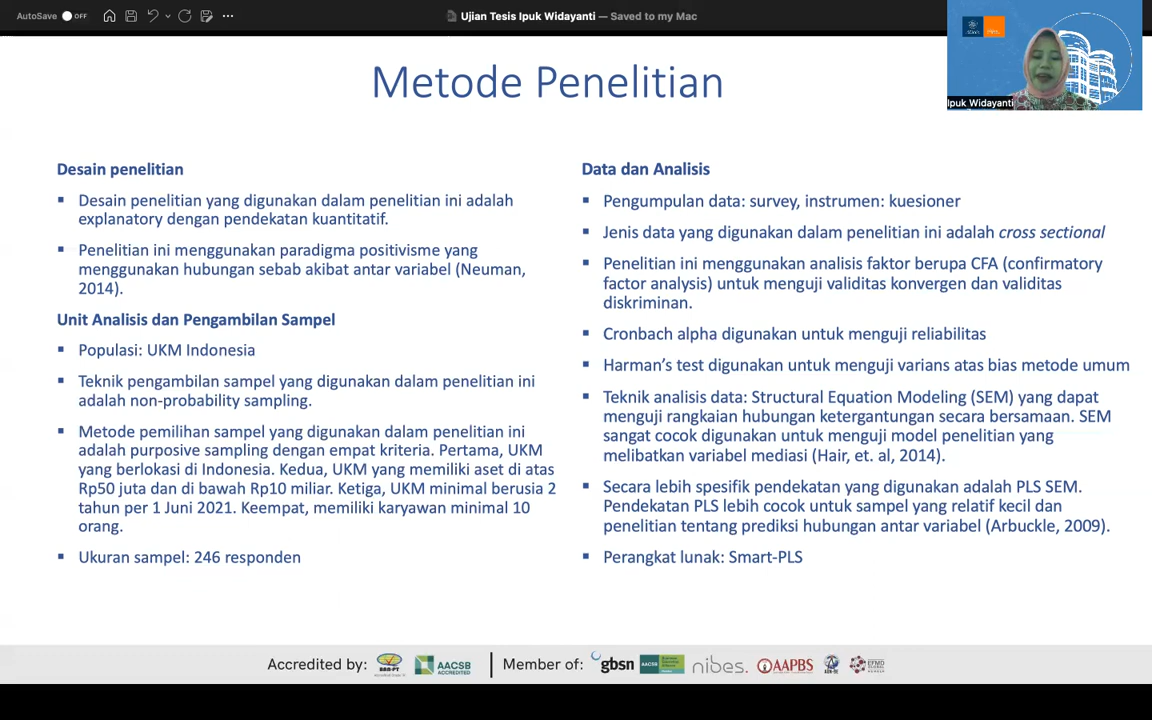 AutoSave OFF
Ujian Tesis Ipuk Widayanti — Saved to my Mac
Ipuk Widayanti
Metode Penelitian
Desain penelitian
▪ Desain penelitian yang digunakan dalam penelitian ini adalah
explanatory dengan pendekatan kuantitatif.
▪ Penelitian ini menggunakan paradigma positivisme yang
menggunakan hubungan sebab akibat antar variabel (Neuman,
2014).
Unit Analisis dan Pengambilan Sampel
▪ Populasi: UKM Indonesia
▪ Teknik pengambilan sampel yang digunakan dalam penelitian ini
adalah non-probability sampling.
▪ Metode pemilihan sampel yang digunakan dalam penelitian ini
adalah purposive sampling dengan empat kriteria. Pertama, UKM
yang berlokasi di Indonesia. Kedua, UKM yang memiliki aset di atas
Rp50 juta dan di bawah Rp10 miliar. Ketiga, UKM minimal berusia 2
tahun per 1 Juni 2021. Keempat, memiliki karyawan minimal 10
orang.
▪ Ukuran sampel: 246 responden
Data dan Analisis
▪ Pengumpulan data: survey, instrumen: kuesioner
▪ Jenis data yang digunakan dalam penelitian ini adalah cross sectional
▪ Penelitian ini menggunakan analisis faktor berupa CFA (confirmatory
factor analysis) untuk menguji validitas konvergen dan validitas
diskriminan.
▪ Cronbach alpha digunakan untuk menguji reliabilitas
▪ Harman's test digunakan untuk menguji varians atas bias metode umum
▪ Teknik analisis data: Structural Equation Modeling (SEM) yang dapat
menguji rangkaian hubungan ketergantungan secara bersamaan. SEM
sangat cocok digunakan untuk menguji model penelitian yang
melibatkan variabel mediasi (Hair, et. al, 2014).
▪ Secara lebih spesifik pendekatan yang digunakan adalah PLS SEM.
Pendekatan PLS lebih cocok untuk sampel yang relatif kecil dan
penelitian tentang prediksi hubungan antar variabel (Arbuckle, 2009).
▪ Perangkat lunak: Smart-PLS
Accredited by: BAN-PT AACSB ACCREDITED Member of: gbsn AACSB nibes. AAPBS EFMD GLOBAL